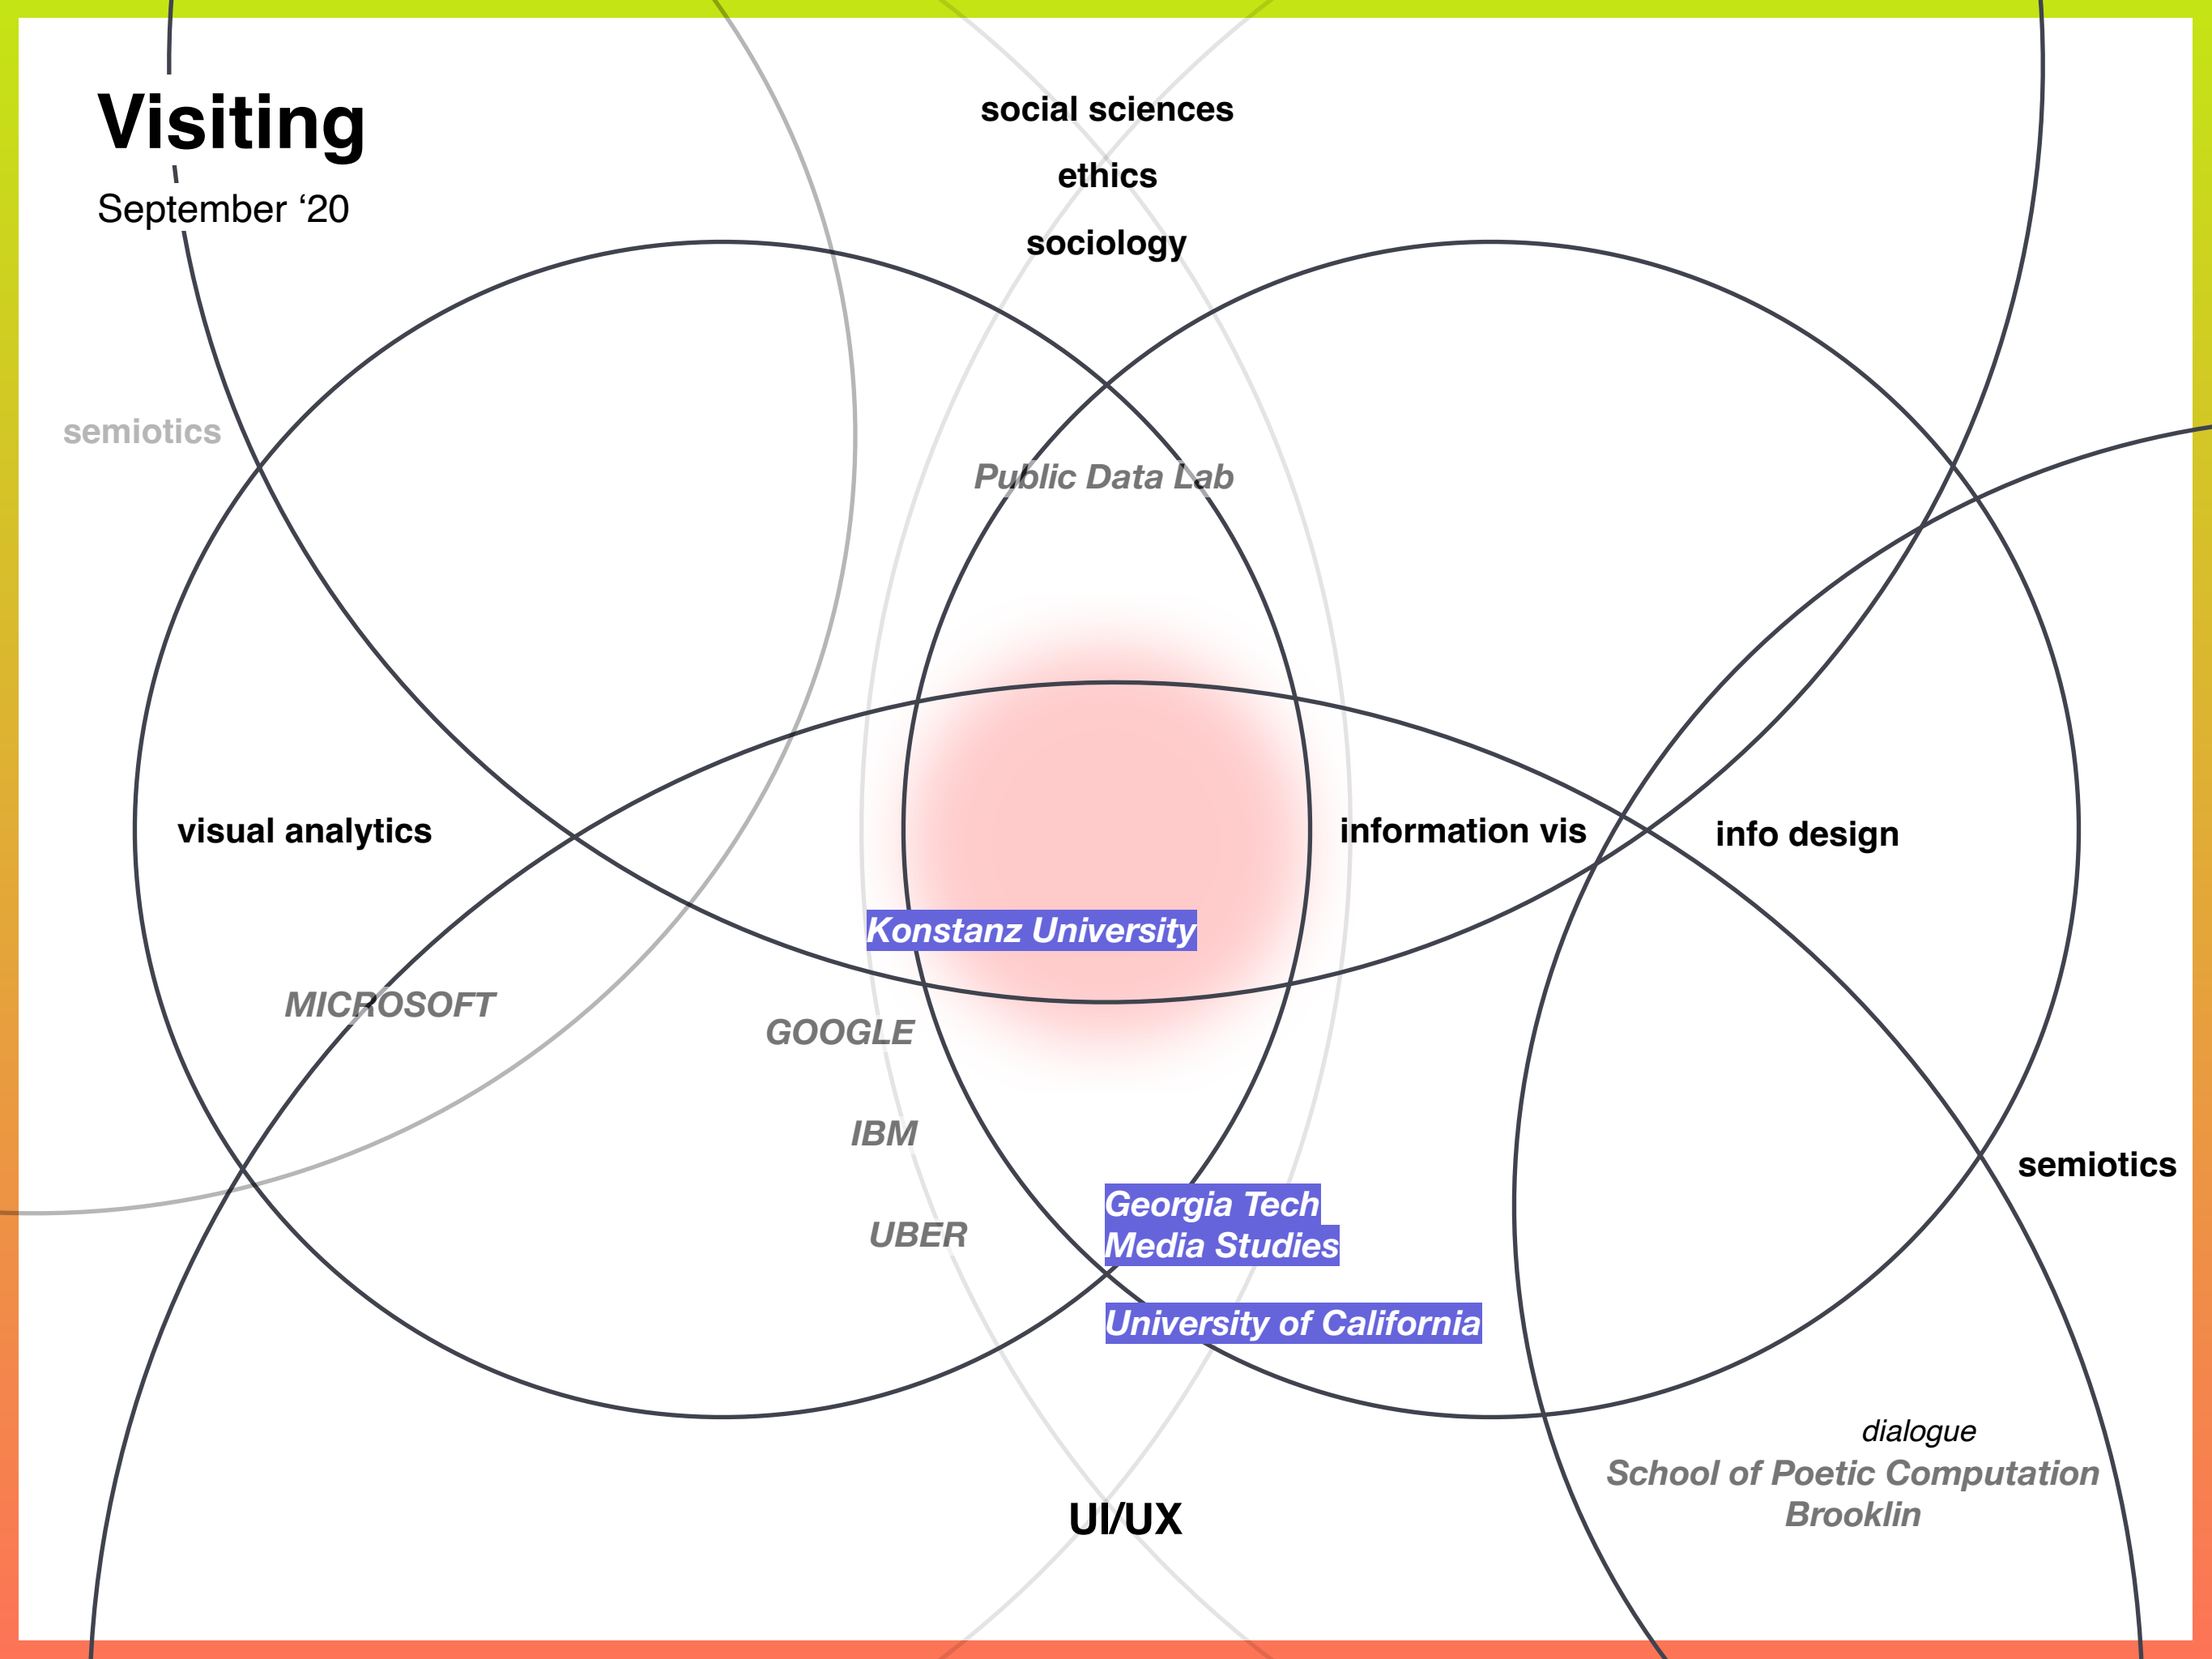 Visiting
September ‘20
social sciences
ethics
sociology
semiotics
Public Data Lab
visual analytics
information vis
info design
Konstanz University
MICROSOFT
GOOGLE
IBM
UBER
semiotics
Georgia Tech
Media Studies
University of California
dialogue
School of Poetic Computation
Brooklin
UI/UX